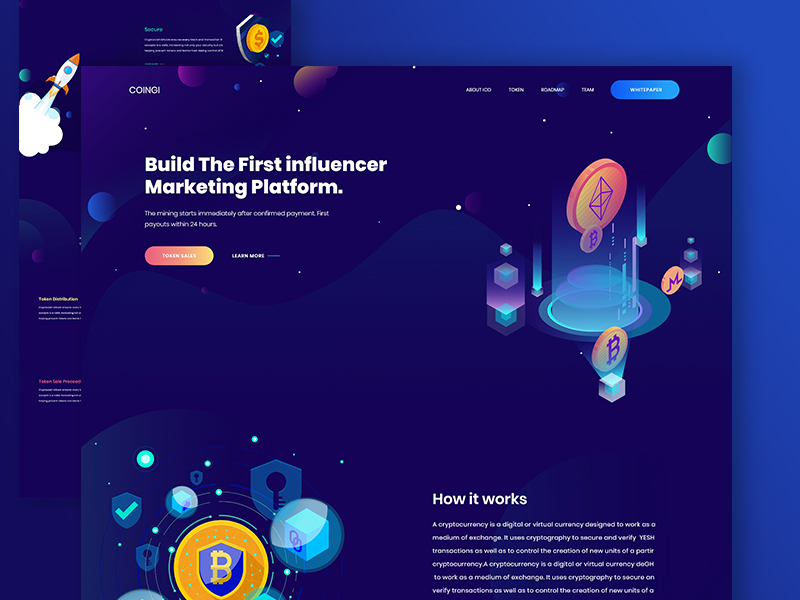 Secure
COINGI
ABOUT ICO
TOKEN
ROADMAP
TEAM
WHITEPAPER
Build The First influencer
Marketing Platform.
The mining starts immediately after confirmed payment. First
payouts within 24 hours.
TOKEN SALES
LEARN MORE
Token Distribution
Token Sale Proceed
How it works
A cryptocurrency is a digital or virtual currency designed to work as a
medium of exchange. It uses cryptography to secure and verify YESH
transactions as well as to control the creation of new units of a partir
cryptocurrency.A cryptocurrency is a digital or virtual currency deGH
to work as a medium of exchange. It uses cryptography to secure an
verify transactions as well as to control the creation of new units of a